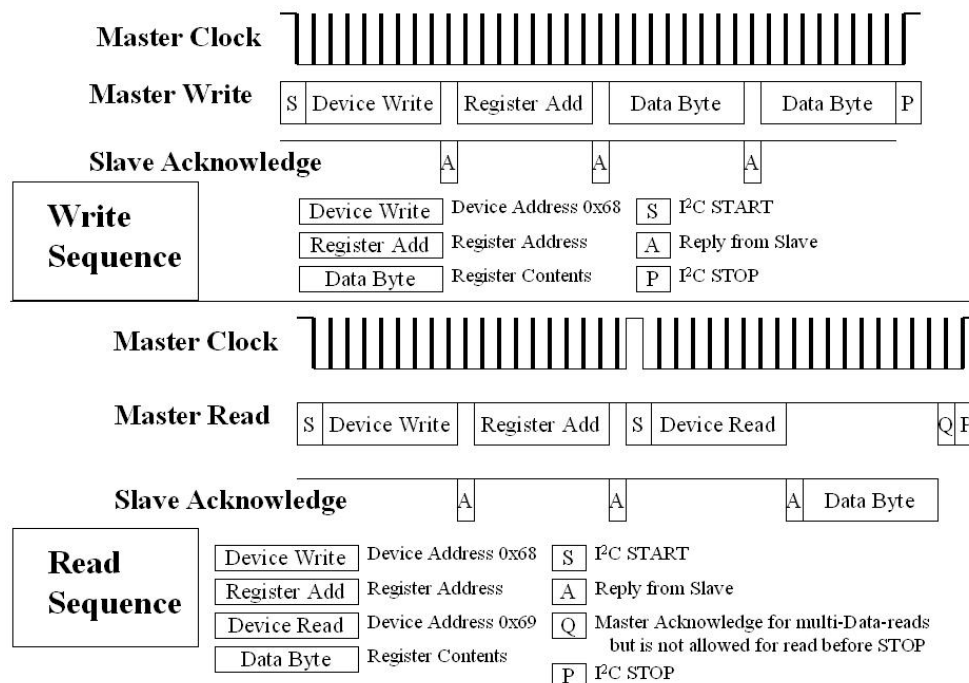 Master Clock
Master Write
S Device Write Register Add Data Byte Data Byte P
Slave Acknowledge
A A A
Write
Sequence
Device Write Device Address 0x68 S I²C START
Register Add Register Address A Reply from Slave
Data Byte Register Contents P I²C STOP
Master Clock
Master Read
S Device Write Register Add S Device Read Q P
Slave Acknowledge
A A A Data Byte
Read
Sequence
Device Write Device Address 0x68 S I²C START
Register Add Register Address A Reply from Slave
Device Read Device Address 0x69 Q Master Acknowledge for multi-Data-reads
but is not allowed for read before STOP
Data Byte Register Contents
P I²C STOP